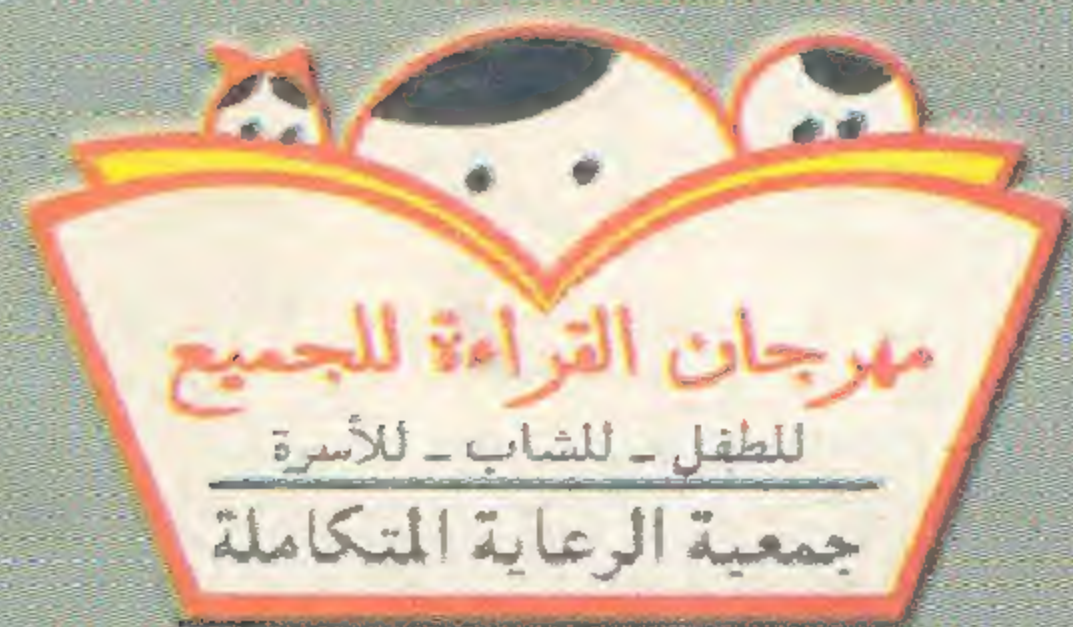 مهرجان القراءة للجميع
للطفل - للشاب - للأسرة
جمعية الرعاية المتكاملة